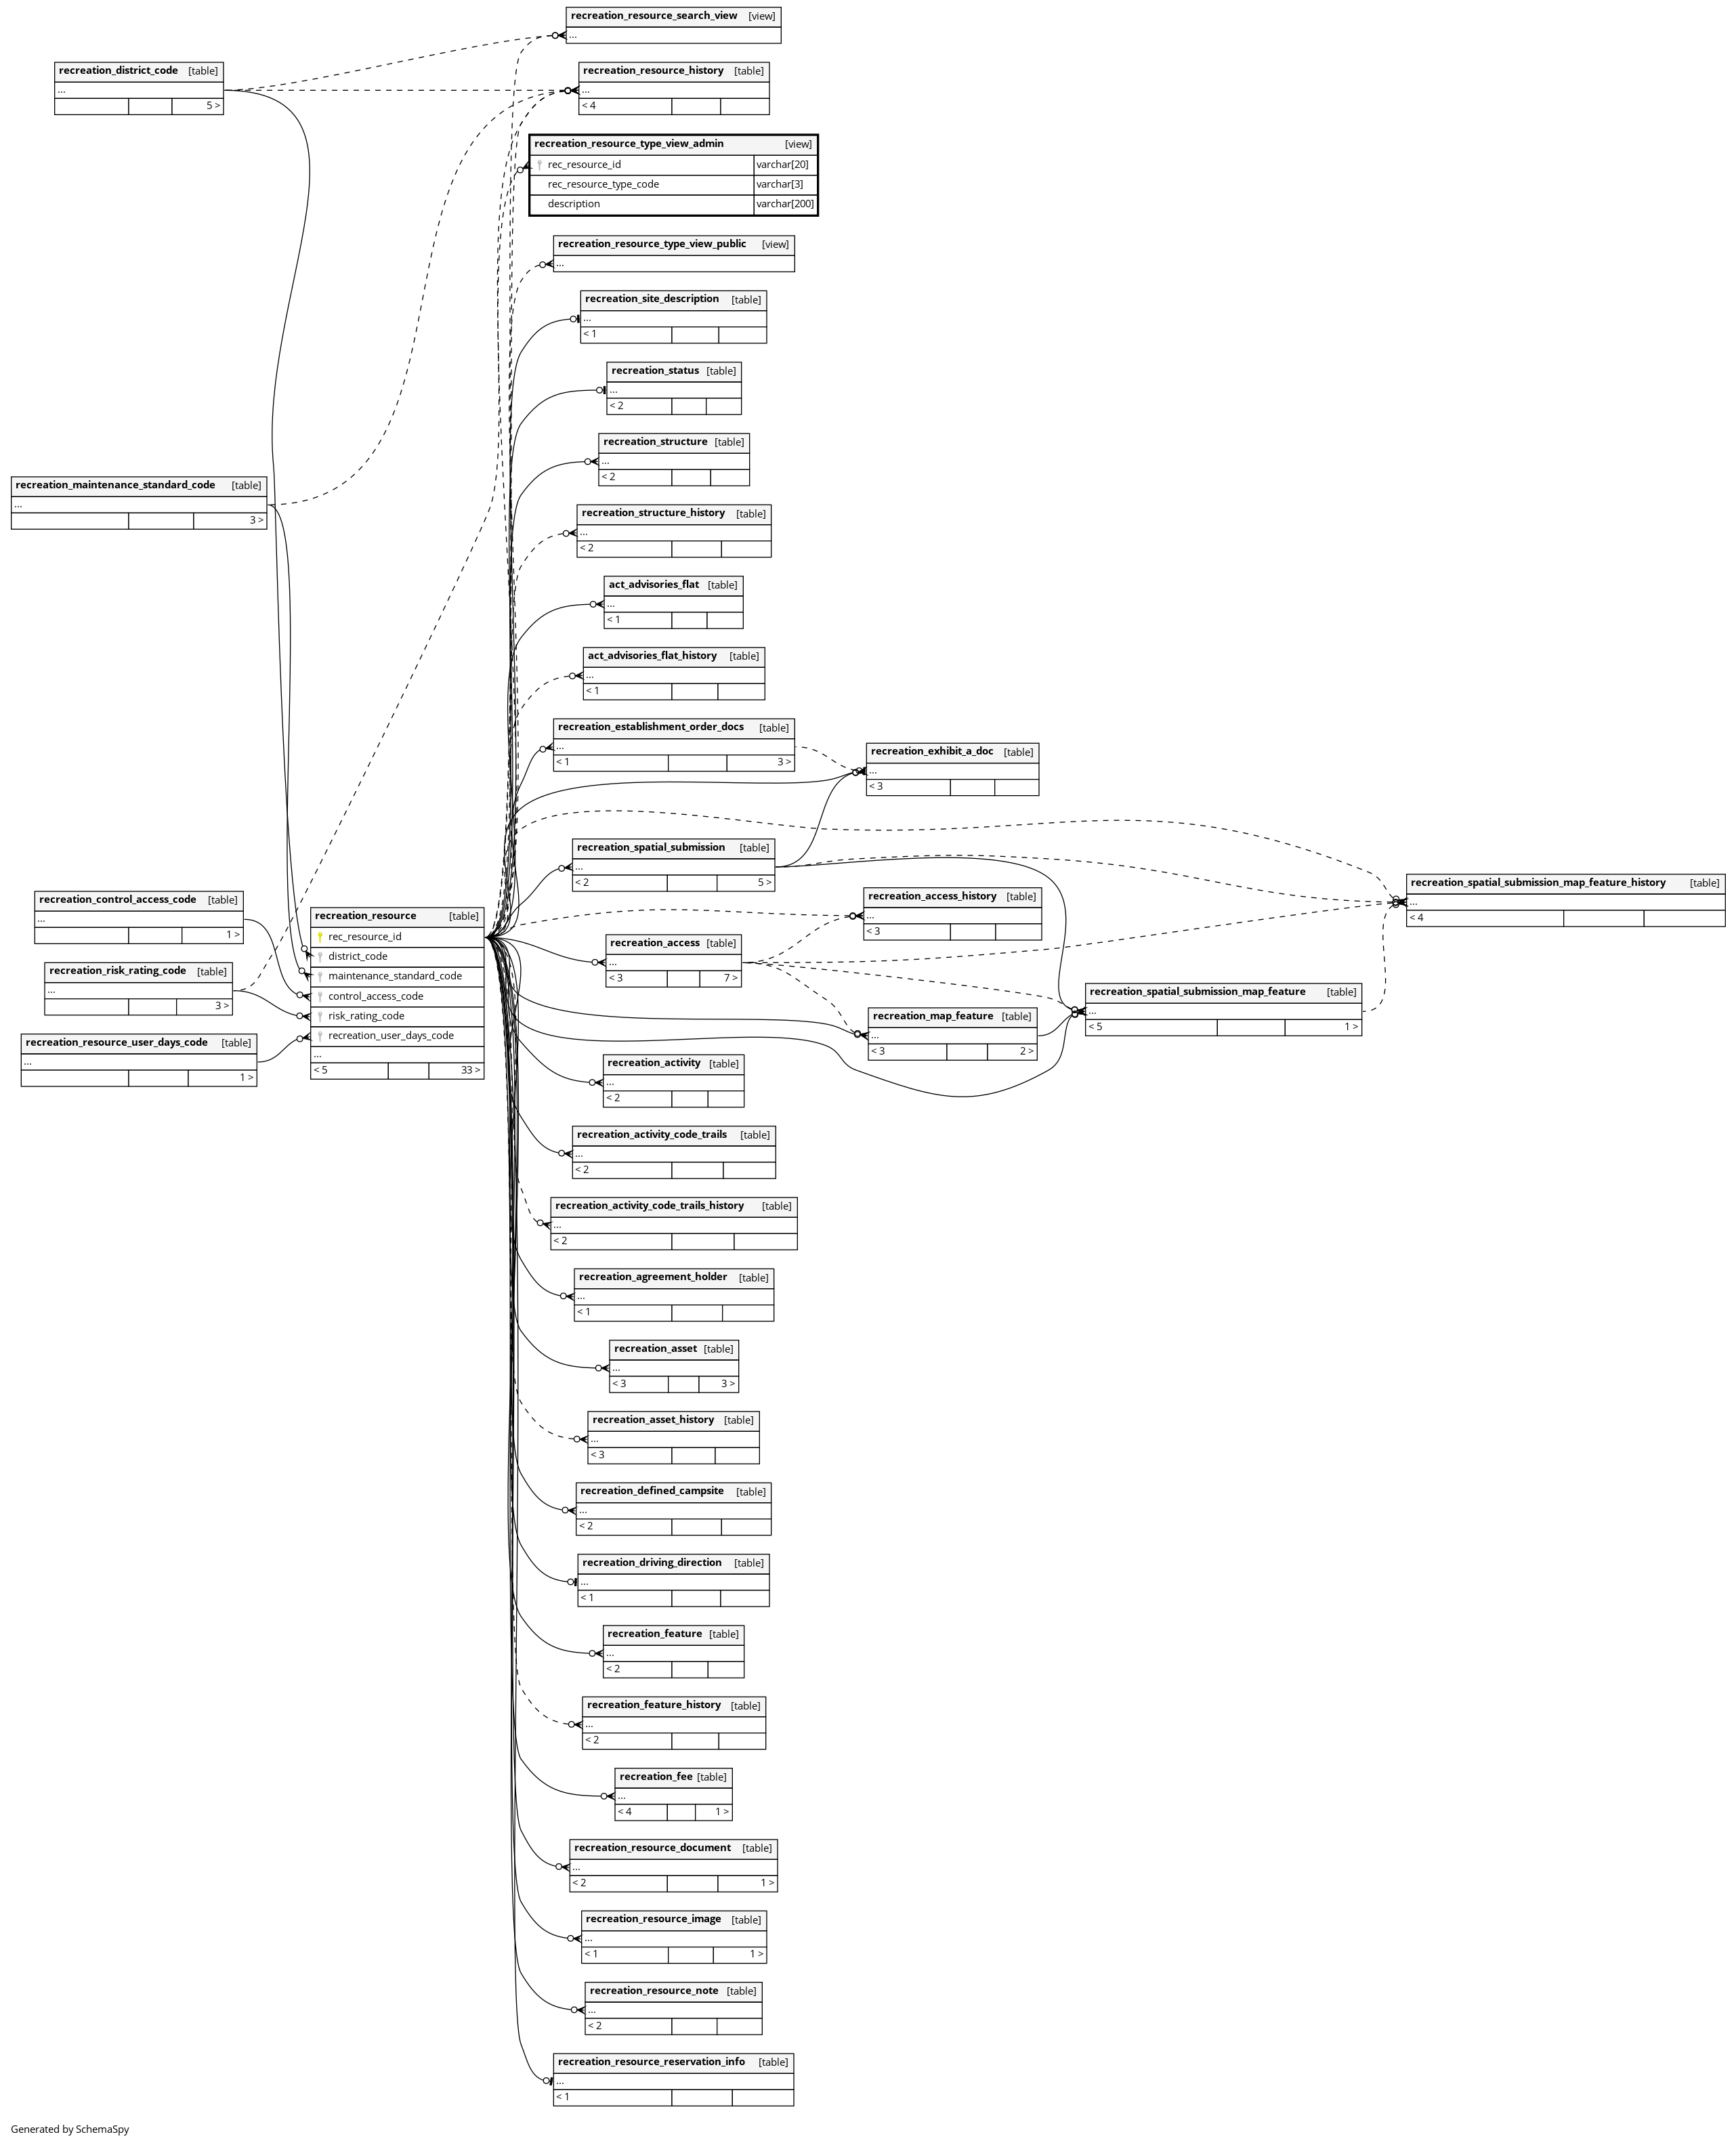 recreation_resource_search_view [view]
...
recreation_district_code [table]
...
5 >
recreation_resource_history [table]
...
< 4
recreation_resource_type_view_admin [view]
rec_resource_id varchar[20]
rec_resource_type_code varchar[3]
description varchar[200]
recreation_resource_type_view_public [view]
...
recreation_site_description [table]
...
< 1
recreation_status [table]
...
< 2
recreation_structure [table]
...
< 2
recreation_maintenance_standard_code [table]
...
3 >
recreation_structure_history [table]
...
< 2
act_advisories_flat [table]
...
< 1
act_advisories_flat_history [table]
...
< 1
recreation_establishment_order_docs [table]
...
< 1 3 >
recreation_exhibit_a_doc [table]
...
< 3
recreation_spatial_submission [table]
...
< 2 5 >
recreation_access_history [table]
...
< 3
recreation_spatial_submission_map_feature_history [table]
...
< 4
recreation_control_access_code [table]
...
1 >
recreation_risk_rating_code [table]
...
3 >
recreation_resource_user_days_code [table]
...
1 >
recreation_resource [table]
rec_resource_id
district_code
maintenance_standard_code
control_access_code
risk_rating_code
recreation_user_days_code
...
< 5 33 >
recreation_access [table]
...
< 3 7 >
recreation_map_feature [table]
...
< 3 2 >
recreation_spatial_submission_map_feature [table]
...
< 5 1 >
recreation_activity [table]
...
< 2
recreation_activity_code_trails [table]
...
< 2
recreation_activity_code_trails_history [table]
...
< 2
recreation_agreement_holder [table]
...
< 1
recreation_asset [table]
...
< 3 3 >
recreation_asset_history [table]
...
< 3
recreation_defined_campsite [table]
...
< 2
recreation_driving_direction [table]
...
< 1
recreation_feature [table]
...
< 2
recreation_feature_history [table]
...
< 2
recreation_fee [table]
...
< 4 1 >
recreation_resource_document [table]
...
< 2 1 >
recreation_resource_image [table]
...
< 1 1 >
recreation_resource_note [table]
...
< 2
recreation_resource_reservation_info [table]
...
< 1
Generated by SchemaSpy